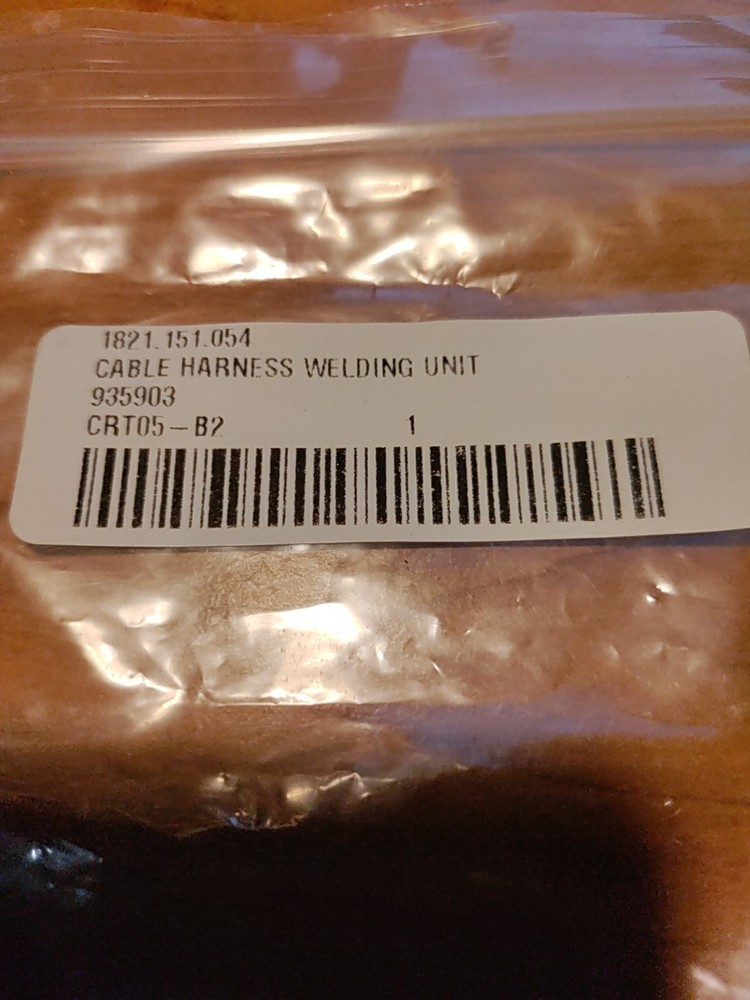 1821.151.054
CABLE HARNESS WELDING UNIT
935903
CRT05-B2 1